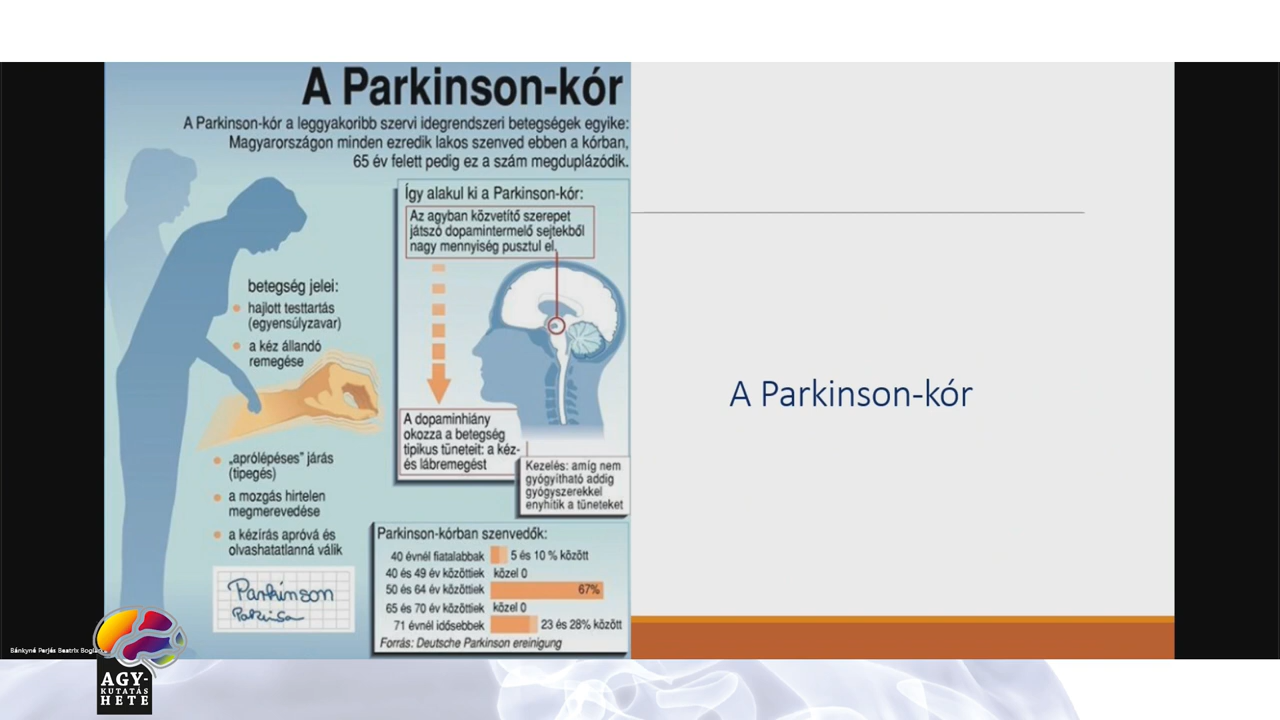 A Parkinson-kór
A Parkinson-kór a leggyakoribb szervi idegrendszeri betegségek egyike:
Magyarországon minden ezredik lakos szenved ebben a kórban,
65 év felett pedig ez a szám megduplázódik.
Így alakul ki a Parkinson-kór:
Az agyban közvetítő szerepet
játszó dopamintermelő sejtekből
nagy mennyiség pusztul el.
betegség jelei:
hajlott testtartás
(egyensúlyzavar)
a kéz állandó
remegése
A dopaminhiány
okozza a betegség
tipikus tüneteit: a kéz-
és lábremegést
Kezelés: amíg nem
gyógyítható addig
gyógyszerekkel
enyhítik a tüneteket
„aprólépéses” járás
(tipegés)
a mozgás hirtelen
megmerevedése
a kézírás apróvá és
olvashatatlanná válik
Parkinson
Parkinson-kórban szenvedők:
40 évnél fiatalabbak 5 és 10 % között
40 és 49 év közöttiek közel 0
50 és 64 év közöttiek 67%
65 és 70 év közöttiek közel 0
71 évnél idősebbek 23 és 28% között
Forrás: Deutsche Parkinson ereinigung
A Parkinson-kór
Bánkyné Perjés Beatrix
AGY-
KUTATÁS
HETE